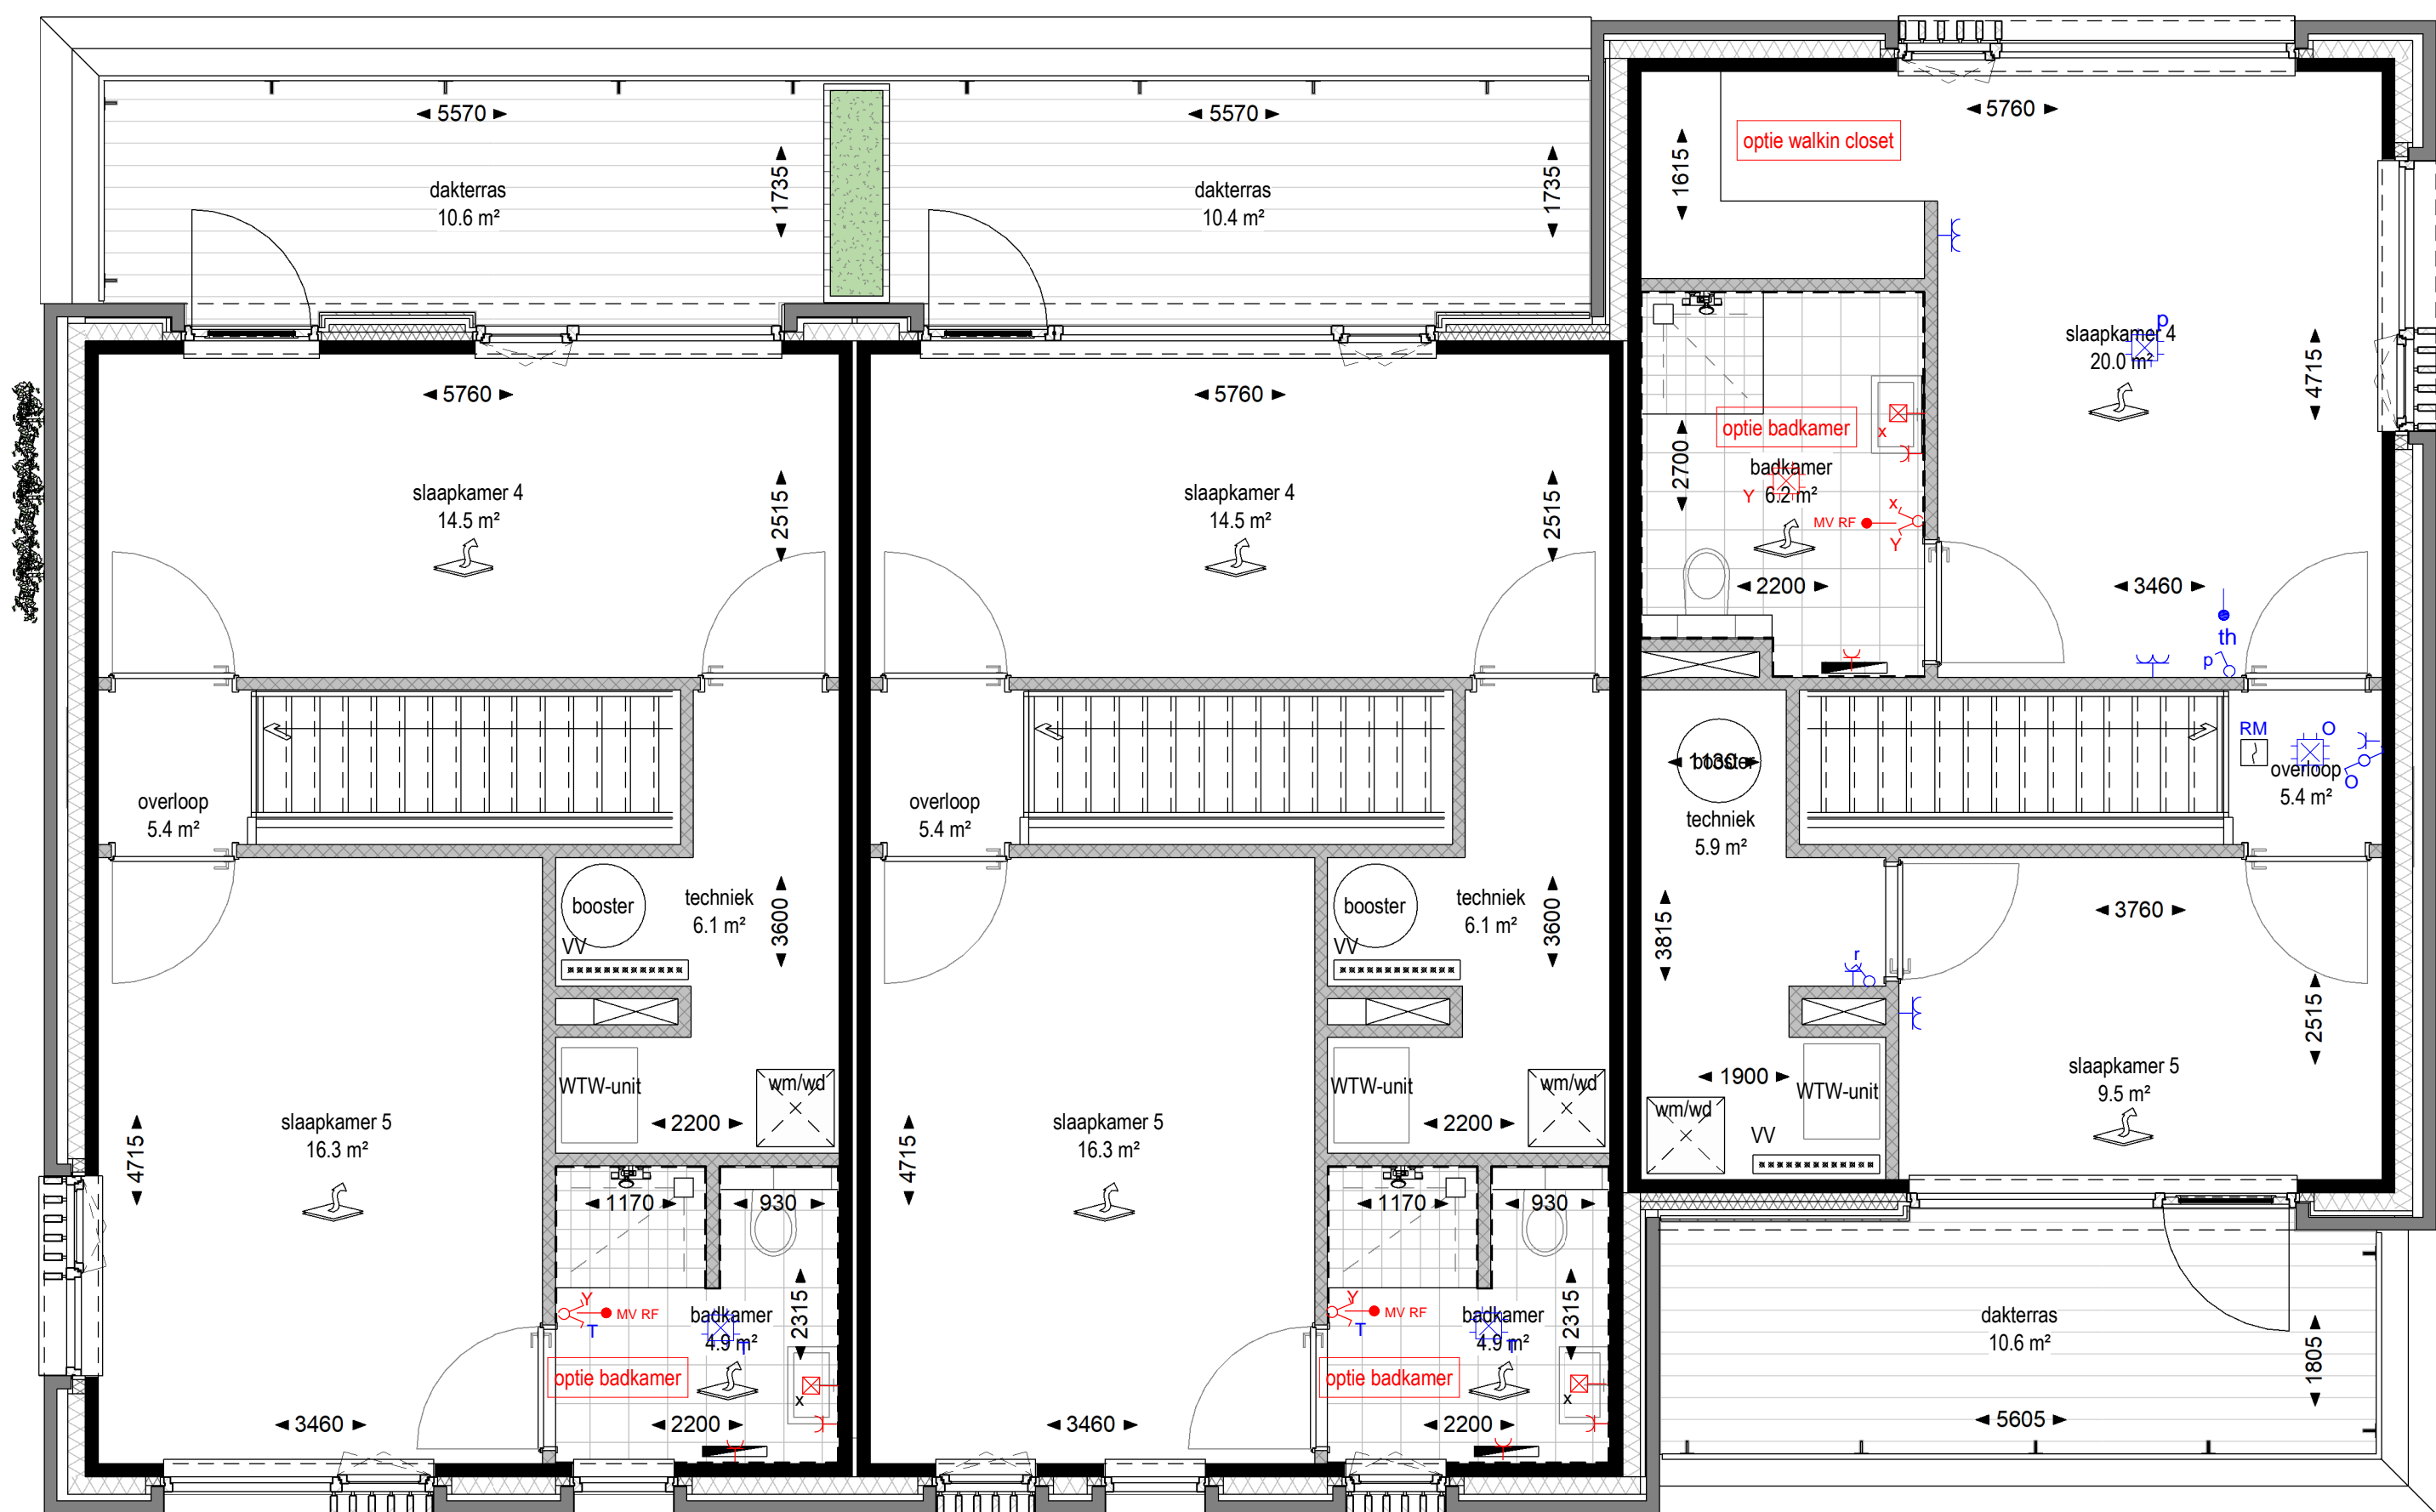 5570
1735
dakterras
10.6 m²
5570
1735
dakterras
10.4 m²
5760
2515
slaapkamer 4
14.5 m²
overloop
5.4 m²
booster
VV
techniek
6.1 m²
3600
WTW-unit
wm/wd
2200
4715
slaapkamer 5
16.3 m²
3460
1170
930
Y
MV RF
T
badkamer
4.9 m²
T
2315
optie badkamer
x
2200
5760
2515
slaapkamer 4
14.5 m²
overloop
5.4 m²
booster
VV
techniek
6.1 m²
3600
WTW-unit
wm/wd
2200
4715
slaapkamer 5
16.3 m²
3460
1170
930
Y
MV RF
T
badkamer
4.9 m²
T
2315
optie badkamer
x
2200
5760
optie walkin closet
1615
p
slaapkamer 4
20.0 m²
4715
optie badkamer
x
2700
badkamer
Y
6.2 m²
x
MV RF
Y
2200
3460
th
p
RM
O
overloop
O
5.4 m²
1130
booster
techniek
5.9 m²
3815
r
3760
2515
1900
WTW-unit
wm/wd
VV
slaapkamer 5
9.5 m²
dakterras
10.6 m²
1805
5605